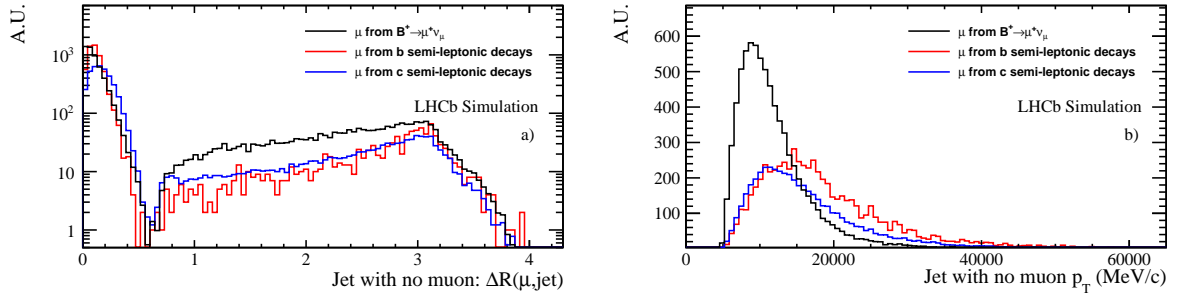 A.U.
10³
10²
10
1
μ from B⁺→μ⁺ν_μ
μ from b semi-leptonic decays
μ from c semi-leptonic decays
LHCb Simulation
a)
0 1 2 3 4
Jet with no muon: ΔR(μ,jet)
A.U.
600
500
400
300
200
100
μ from B⁺→μ⁺ν_μ
μ from b semi-leptonic decays
μ from c semi-leptonic decays
LHCb Simulation
b)
0 20000 40000 60000
Jet with no muon p_T (MeV/c)